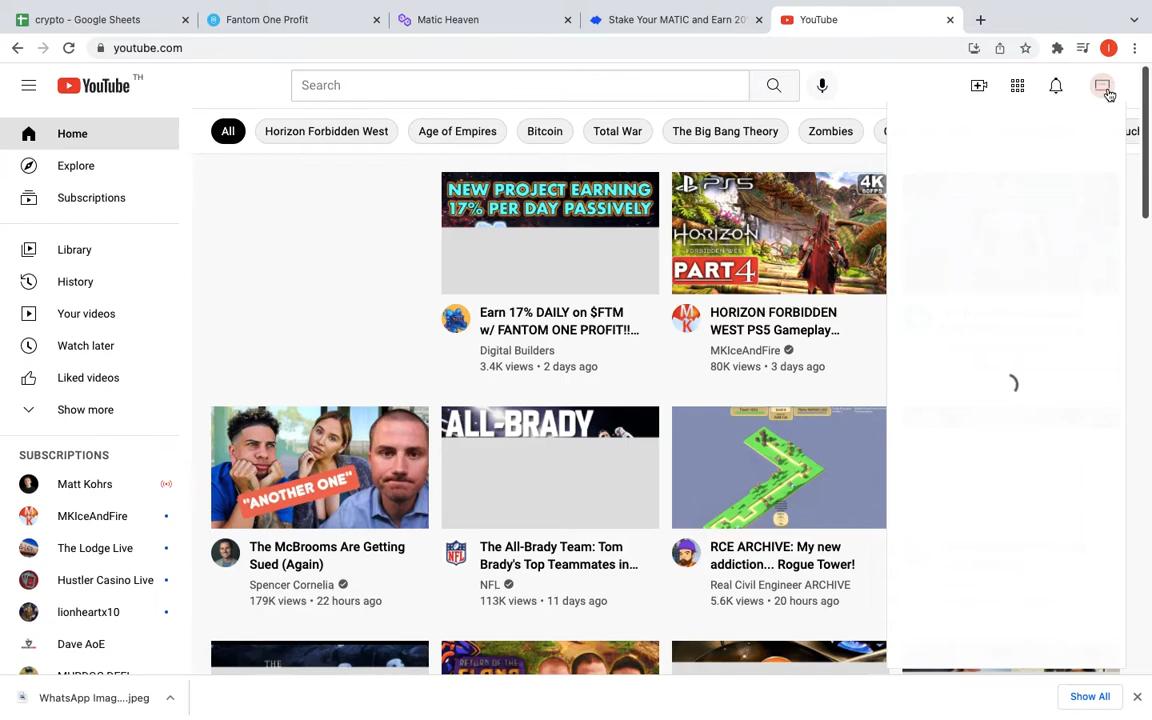 crypto - Google Sheets
Fantom One Profit
Matic Heaven
Stake Your MATIC and Earn 20
YouTube
youtube.com
I
YouTube TH
Search
Home
Explore
Subscriptions
Library
History
Your videos
Watch later
Liked videos
Show more
SUBSCRIPTIONS
Matt Kohrs
MKIceAndFire
The Lodge Live
Hustler Casino Live
lionheartx10
Dave AoE
All
Horizon Forbidden West
Age of Empires
Bitcoin
Total War
The Big Bang Theory
Zombies
NEW PROJECT EARNING
17% PER DAY PASSIVELY
Earn 17% DAILY on $FTM
w/ FANTOM ONE PROFIT!!...
Digital Builders
3.4K views • 2 days ago
PS5
4K
60FPS
HORIZON
FORBIDDEN WEST
PART4
HORIZON FORBIDDEN
WEST PS5 Gameplay...
MKIceAndFire
80K views • 3 days ago
"ANOTHER ONE"
The McBrooms Are Getting
Sued (Again)
Spencer Cornelia
179K views • 22 hours ago
ALL-BRADY
NFL
The All-Brady Team: Tom
Brady's Top Teammates in...
NFL
113K views • 11 days ago
RCE ARCHIVE: My new
addiction... Rogue Tower!
Real Civil Engineer ARCHIVE
5.6K views • 20 hours ago
THE
RETURN OF THE
WhatsApp Imag....jpeg
Show All